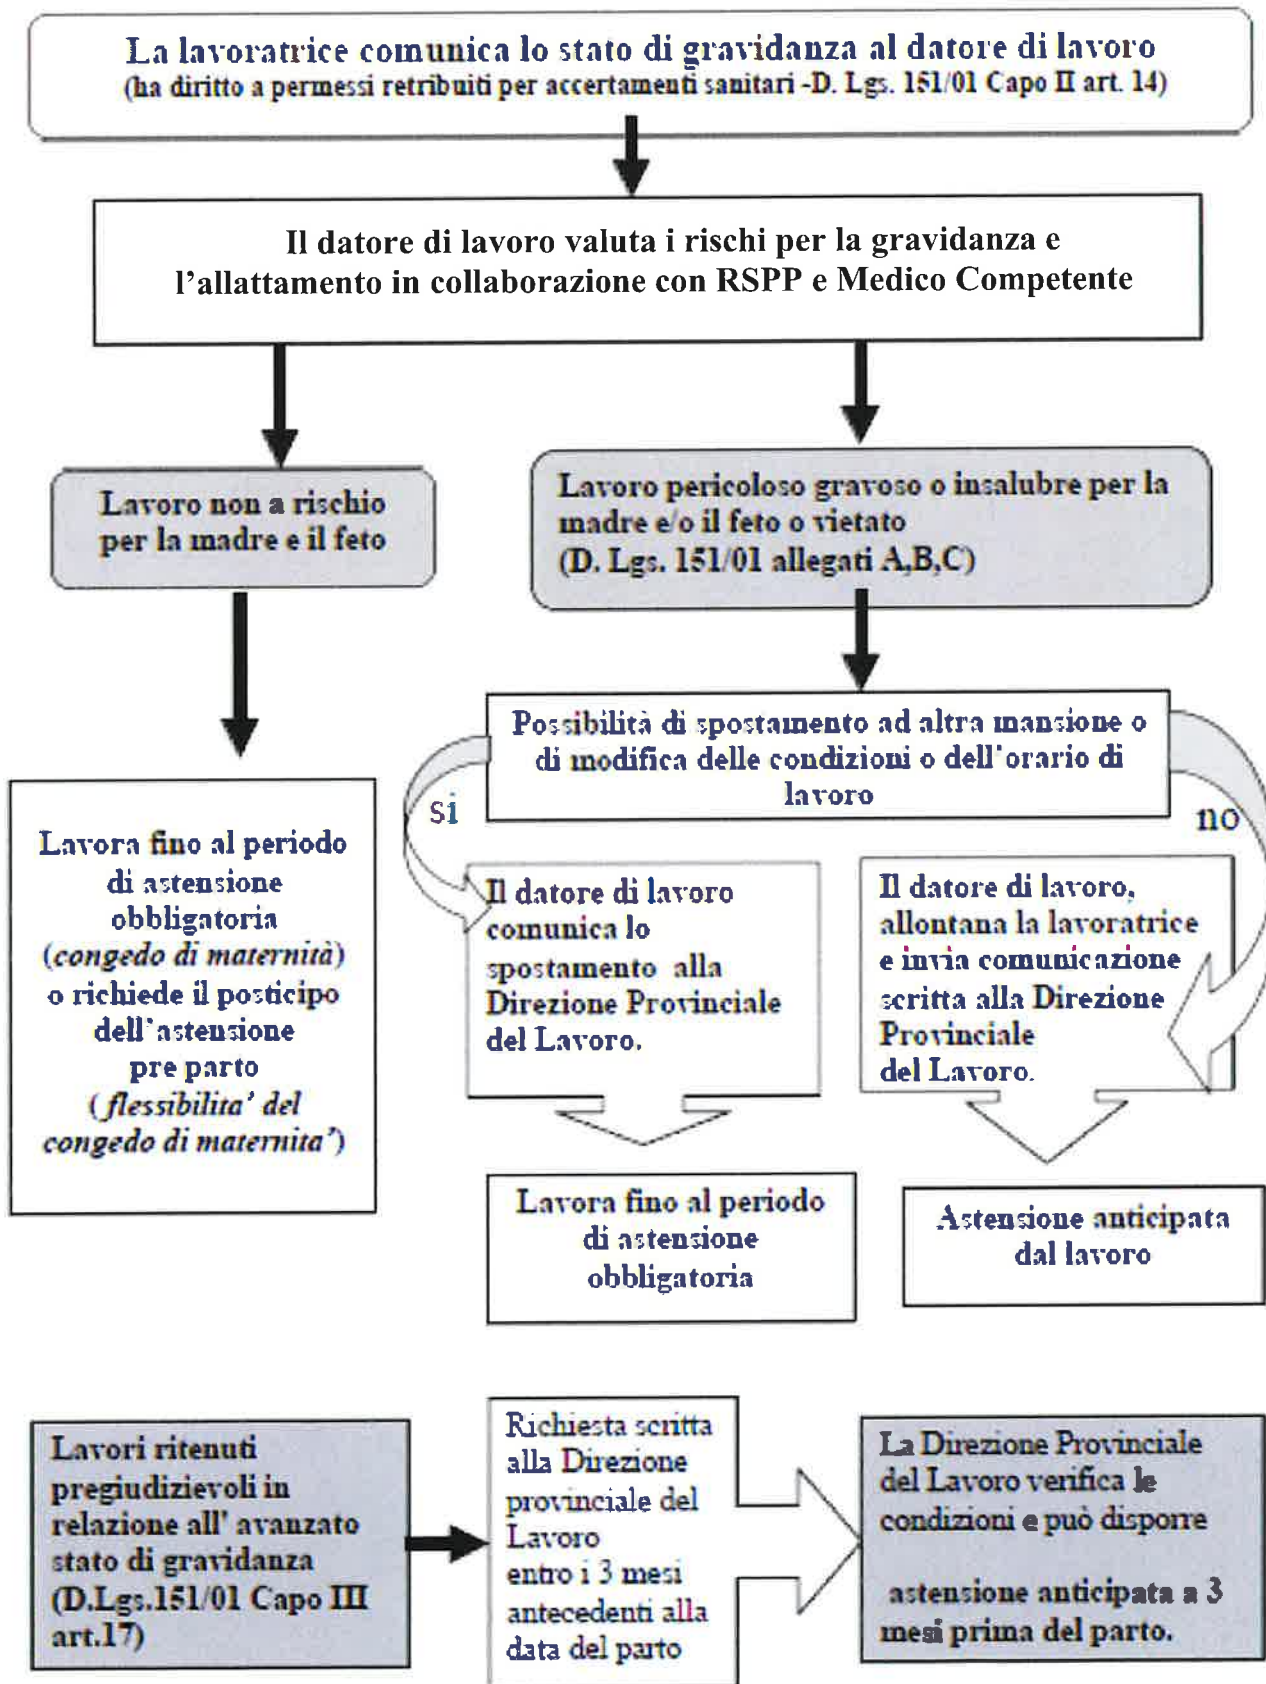 La lavoratrice comunica lo stato di gravidanza al datore di lavoro
(ha diritto a permessi retribuiti per accertamenti sanitari -D. Lgs. 151/01 Capo II art. 14)
Il datore di lavoro valuta i rischi per la gravidanza e
l'allattamento in collaborazione con RSPP e Medico Competente
Lavoro non a rischio
per la madre e il feto
Lavoro pericoloso gravoso o insalubre per la
madre e/o il feto o vietato
(D. Lgs. 151/01 allegati A,B,C)
Possibilità di spostamento ad altra mansione o
di modifica delle condizioni o dell'orario di
lavoro
si
no
Lavora fino al periodo
di astensione
obbligatoria
(congedo di maternità)
o richiede il posticipo
dell'astensione
pre parto
(flessibilita' del
congedo di maternita')
Il datore di lavoro
comunica lo
spostamento alla
Direzione Provinciale
del Lavoro.
Il datore di lavoro,
allontana la lavoratrice
e invia comunicazione
scritta alla Direzione
Provinciale
del Lavoro.
Lavora fino al periodo
di astensione
obbligatoria
Astensione anticipata
dal lavoro
Lavori ritenuti
pregiudizievoli in
relazione all' avanzato
stato di gravidanza
(D.Lgs.151/01 Capo III
art.17)
Richiesta scritta
alla Direzione
provinciale del
Lavoro
entro i 3 mesi
antecedenti alla
data del parto
La Direzione Provinciale
del Lavoro verifica le
condizioni e può disporre
astensione anticipata a 3
mesi prima del parto.